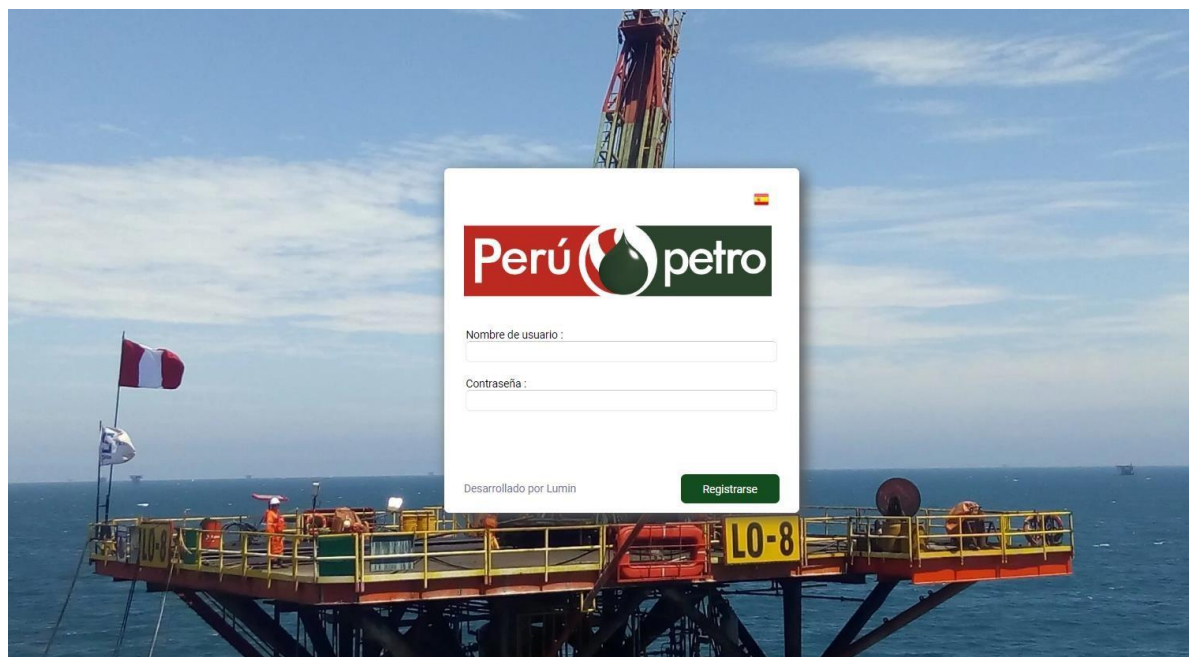 Perú petro
Nombre de usuario :
Contraseña :
Desarrollado por Lumin
Registrarse
LO-8
LO-8